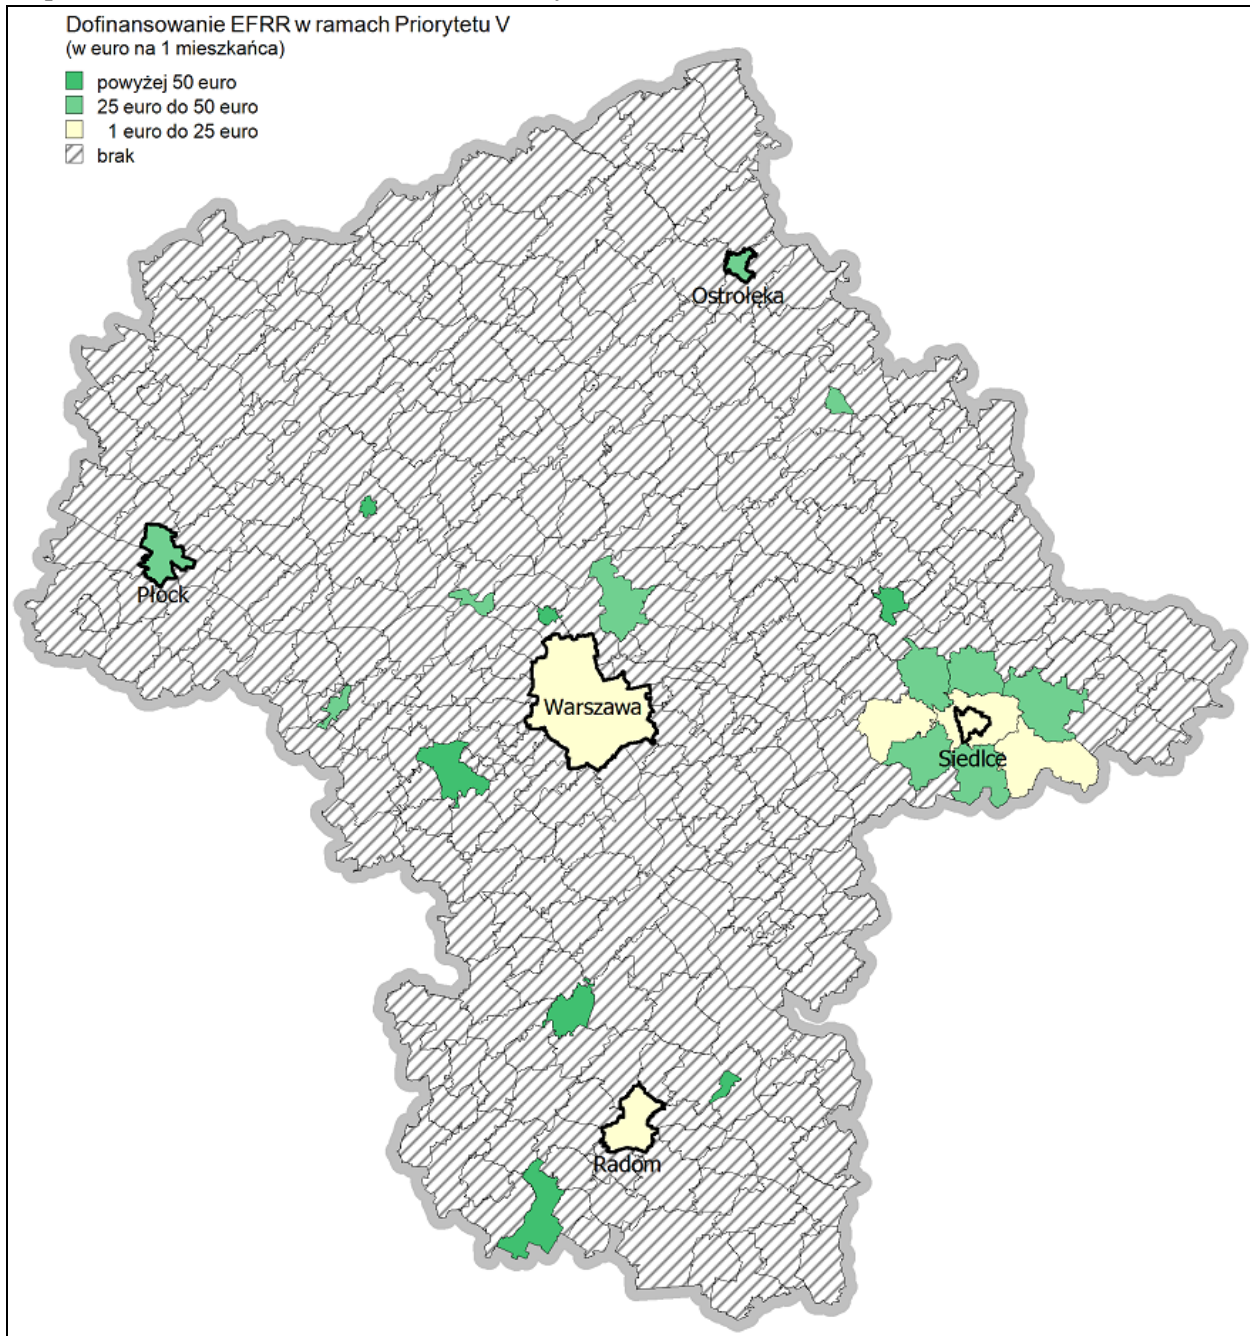 Dofinansowanie EFRR w ramach Priorytetu V
(w euro na 1 mieszkańca)
powyżej 50 euro
25 euro do 50 euro
1 euro do 25 euro
brak
Ostrołęka
Płock
Warszawa
Siedlce
Radom